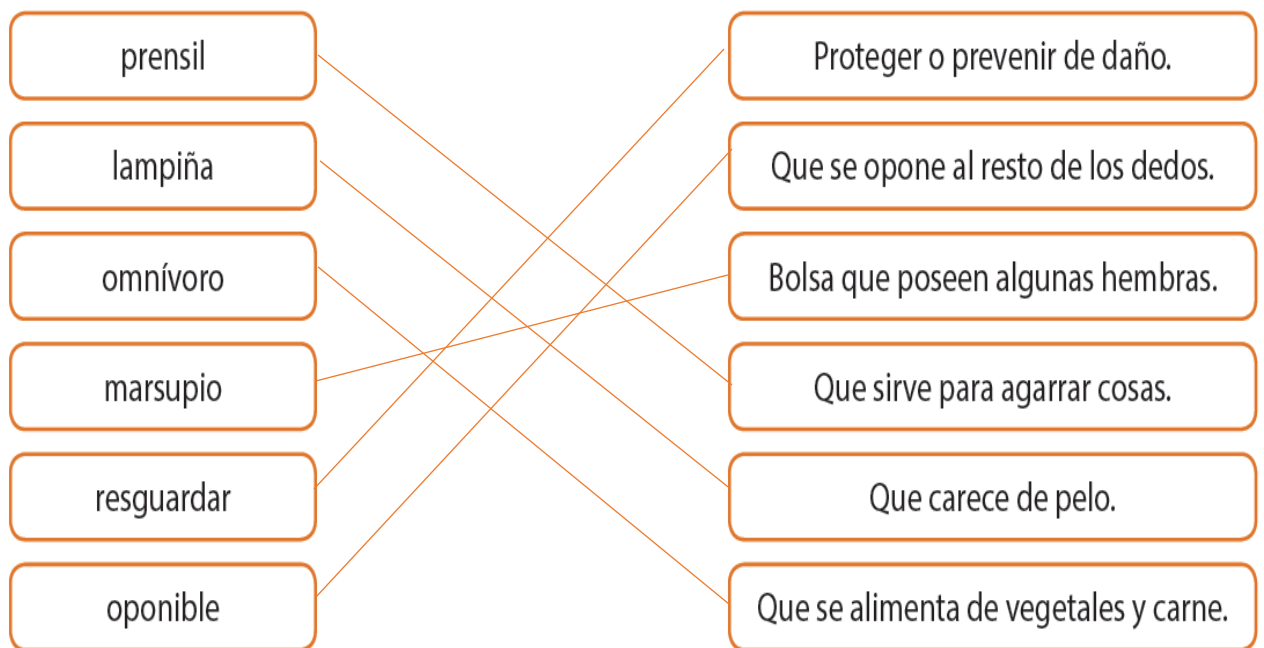 prensil
Proteger o prevenir de daño.
lampiña
Que se opone al resto de los dedos.
omnívoro
Bolsa que poseen algunas hembras.
marsupio
Que sirve para agarrar cosas.
resguardar
Que carece de pelo.
oponible
Que se alimenta de vegetales y carne.